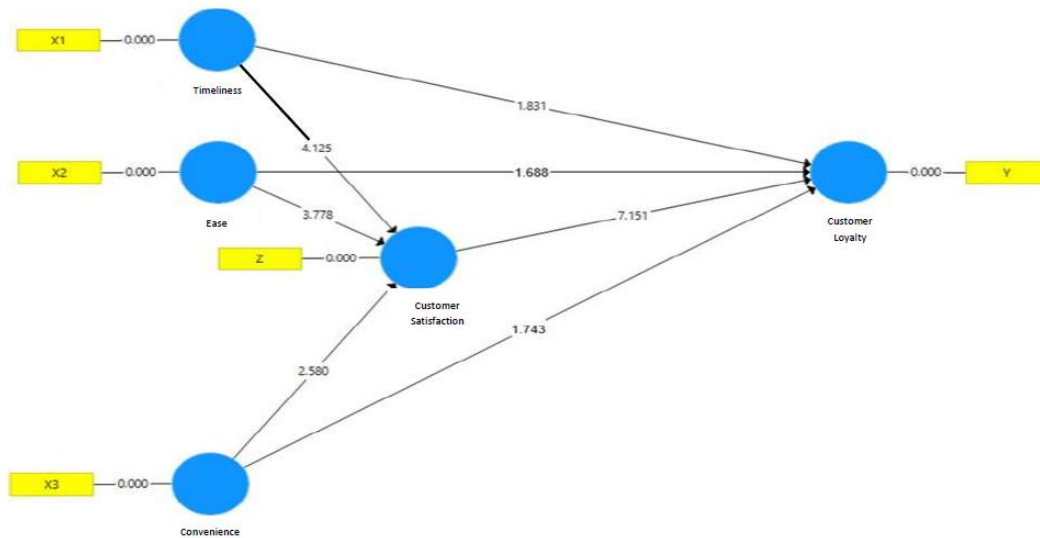 X1
0.000
Timeliness
1.831
4.125
X2
0.000
1.688
Ease
3.778
7.151
0.000
Y
Customer
Loyalty
Z
0.000
Customer
Satisfaction
1.743
2.580
X3
0.000
Convenience